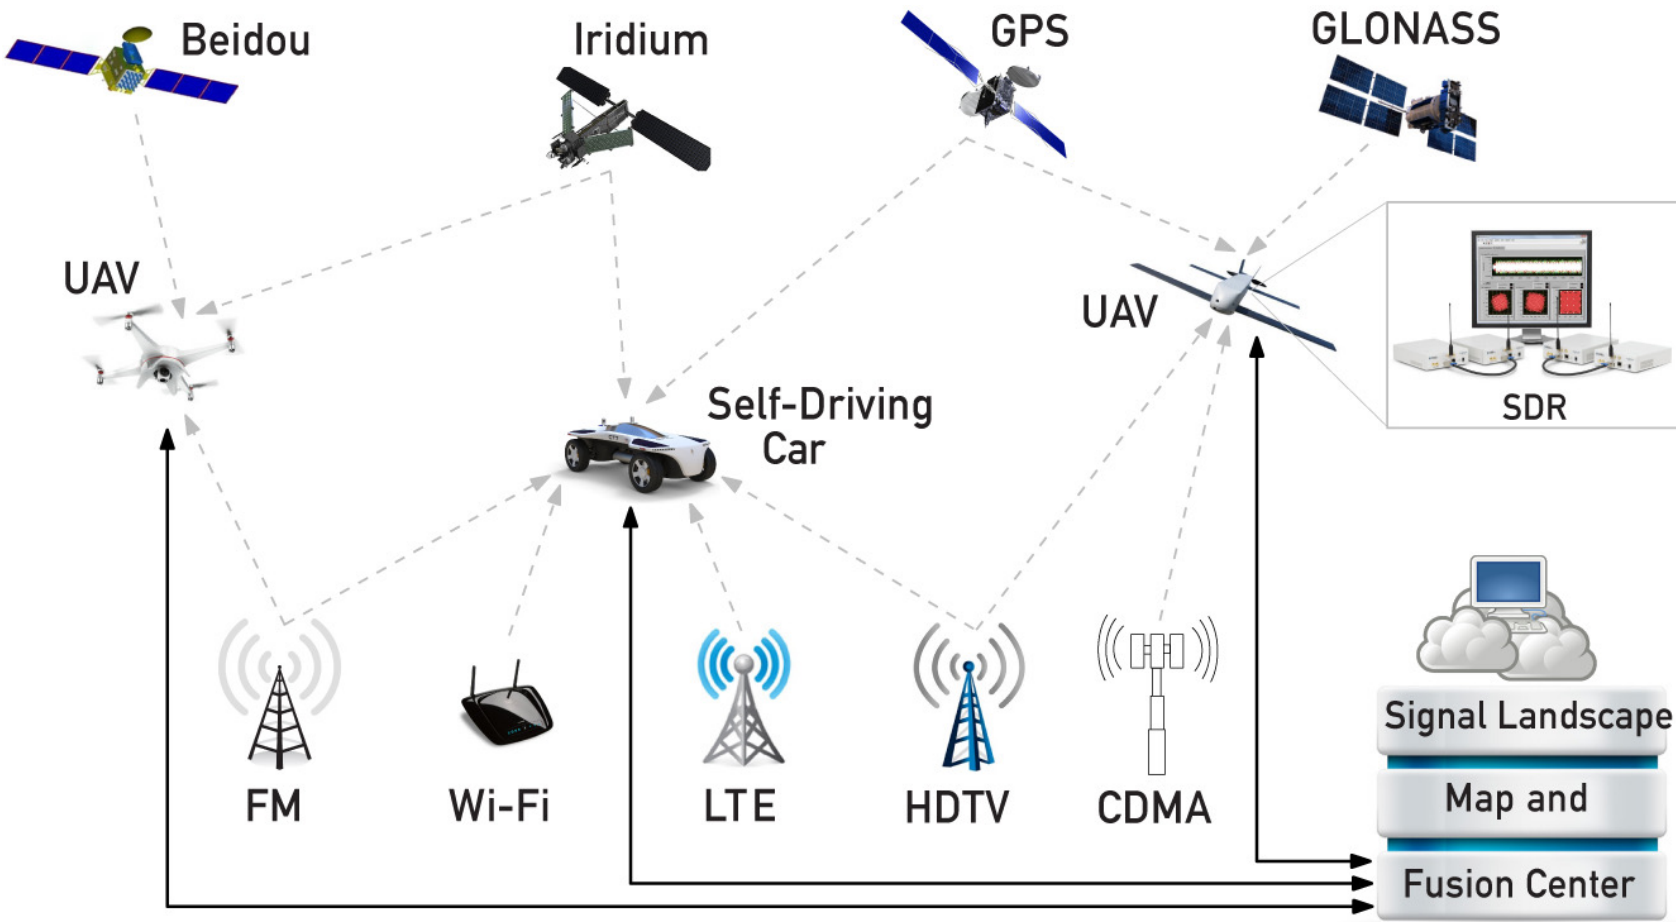 Beidou
Iridium
GPS
GLONASS
UAV
UAV
SDR
Self-Driving
Car
FM
Wi-Fi
LTE
HDTV
CDMA
Signal Landscape
Map and
Fusion Center